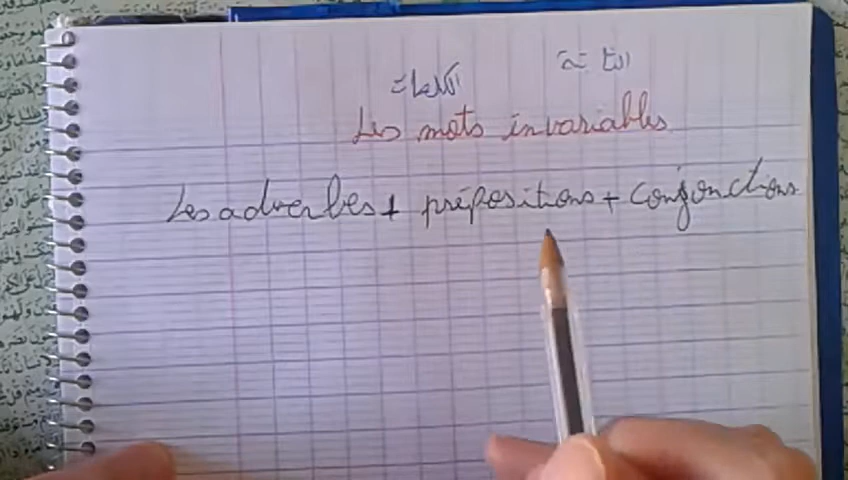 الكلمات الثابتة
Les mots invariables
Les adverbes + prépositions + conjonctions